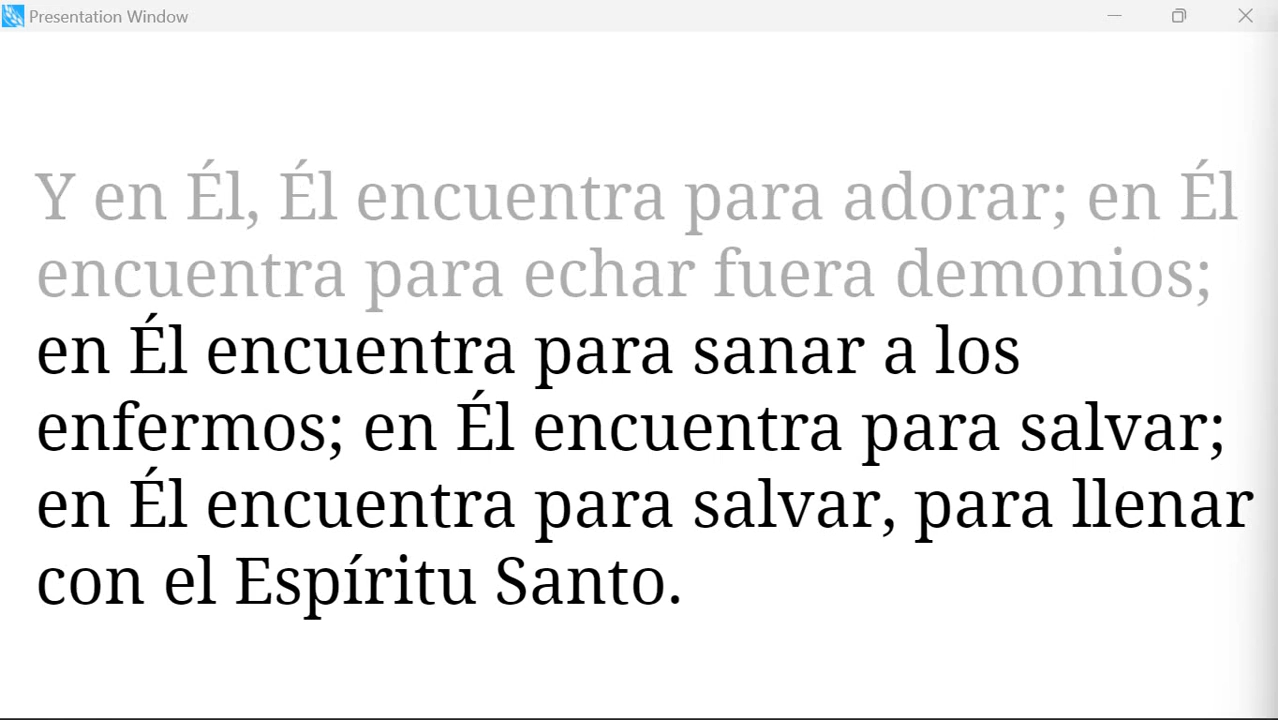 Presentation Window
Y en Él, Él encuentra para adorar; en Él
encuentra para echar fuera demonios;
en Él encuentra para sanar a los
enfermos; en Él encuentra para salvar;
en Él encuentra para salvar, para llenar
con el Espíritu Santo.